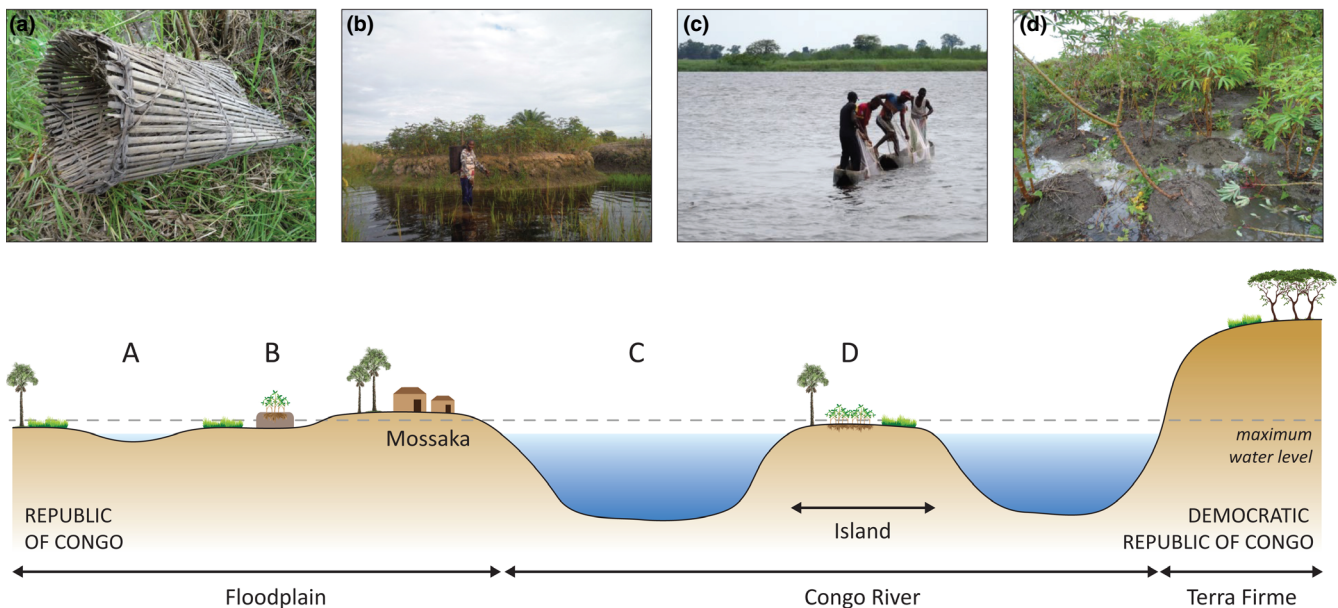 (a)
(b)
(c)
(d)
A
B
C
D
Mossaka
maximum
water level
REPUBLIC
OF CONGO
Island
DEMOCRATIC
REPUBLIC OF CONGO
Floodplain
Congo River
Terra Firme